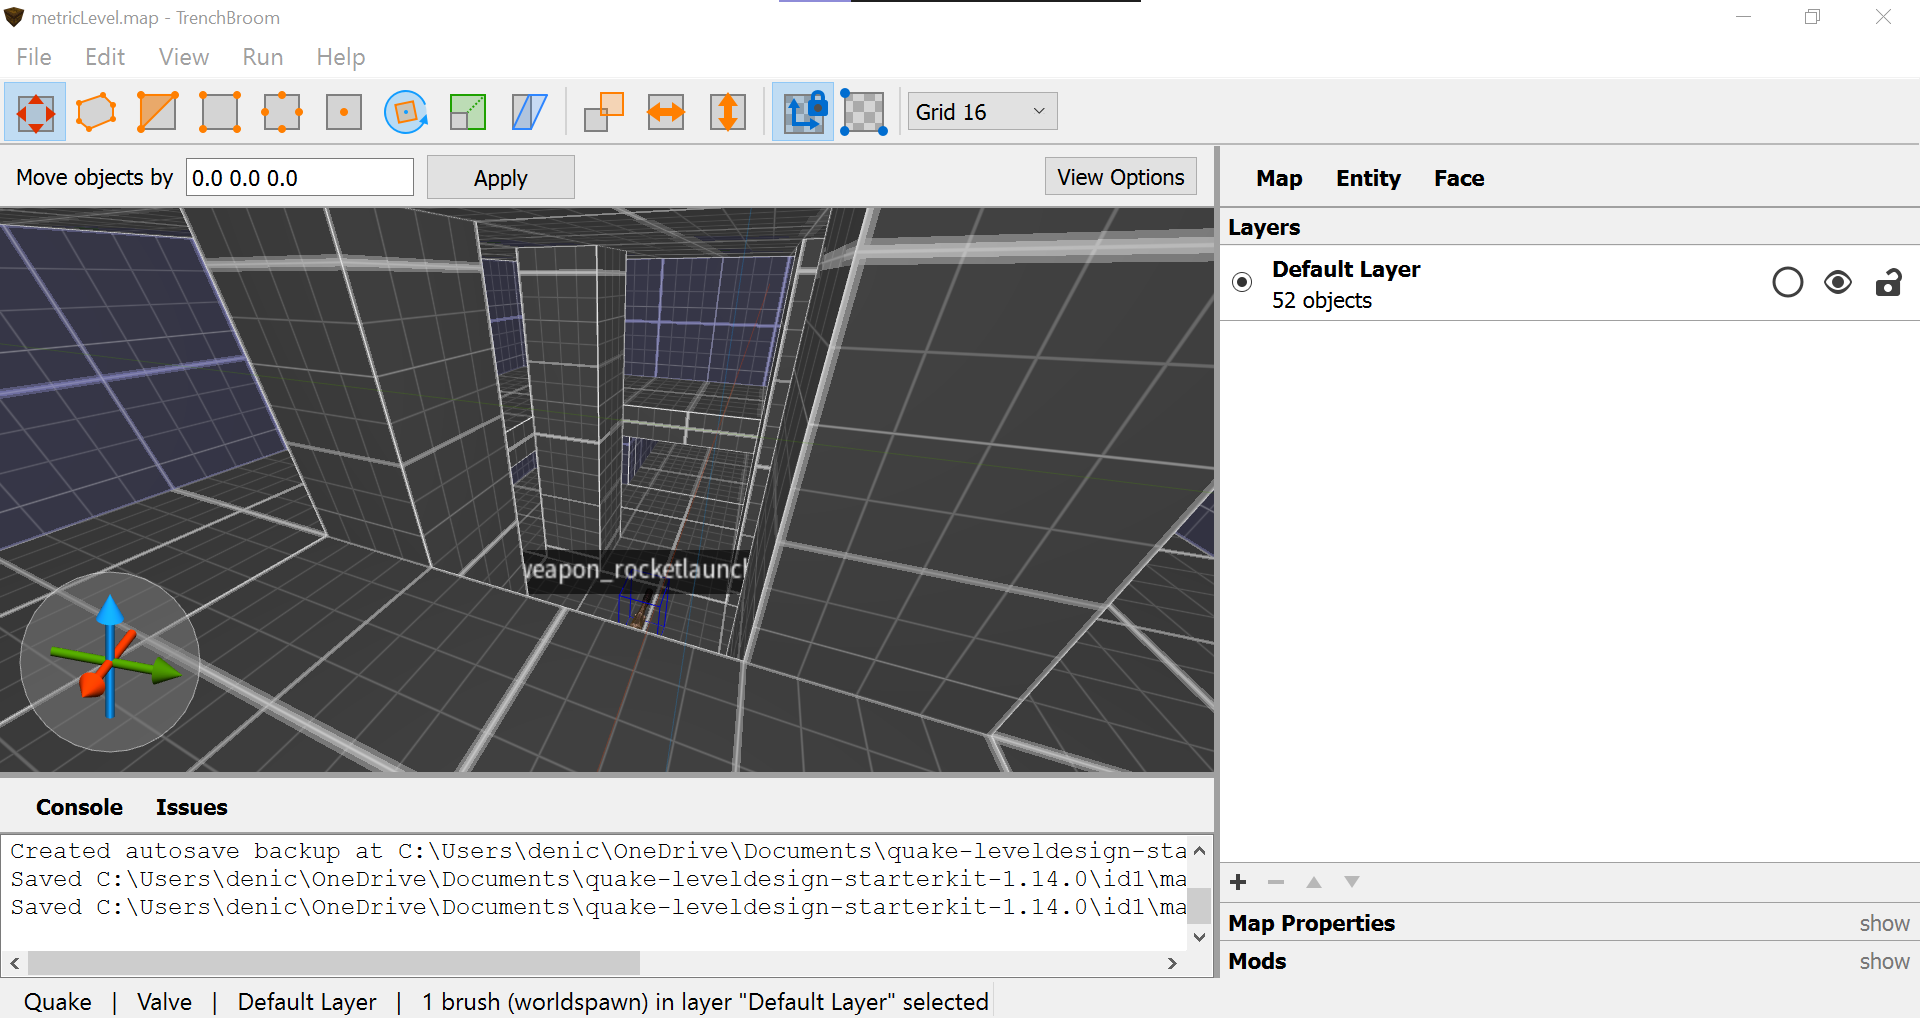 metricLevel.map - TrenchBroom
File Edit View Run Help
Grid 16
Move objects by 0.0 0.0 0.0 Apply View Options
Map Entity Face
Layers
Default Layer
52 objects
weapon_rocketlaunch
Console Issues
Created autosave backup at C:\Users\denic\OneDrive\Documents\quake-leveldesign-sta
Saved C:\Users\denic\OneDrive\Documents\quake-leveldesign-starterkit-1.14.0\id1\ma
Saved C:\Users\denic\OneDrive\Documents\quake-leveldesign-starterkit-1.14.0\id1\ma
Map Properties show
Mods show
Quake | Valve | Default Layer | 1 brush (worldspawn) in layer "Default Layer" selected